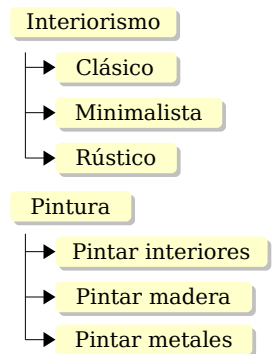 Interiorismo
Clásico
Minimalista
Rústico
Pintura
Pintar interiores
Pintar madera
Pintar metales